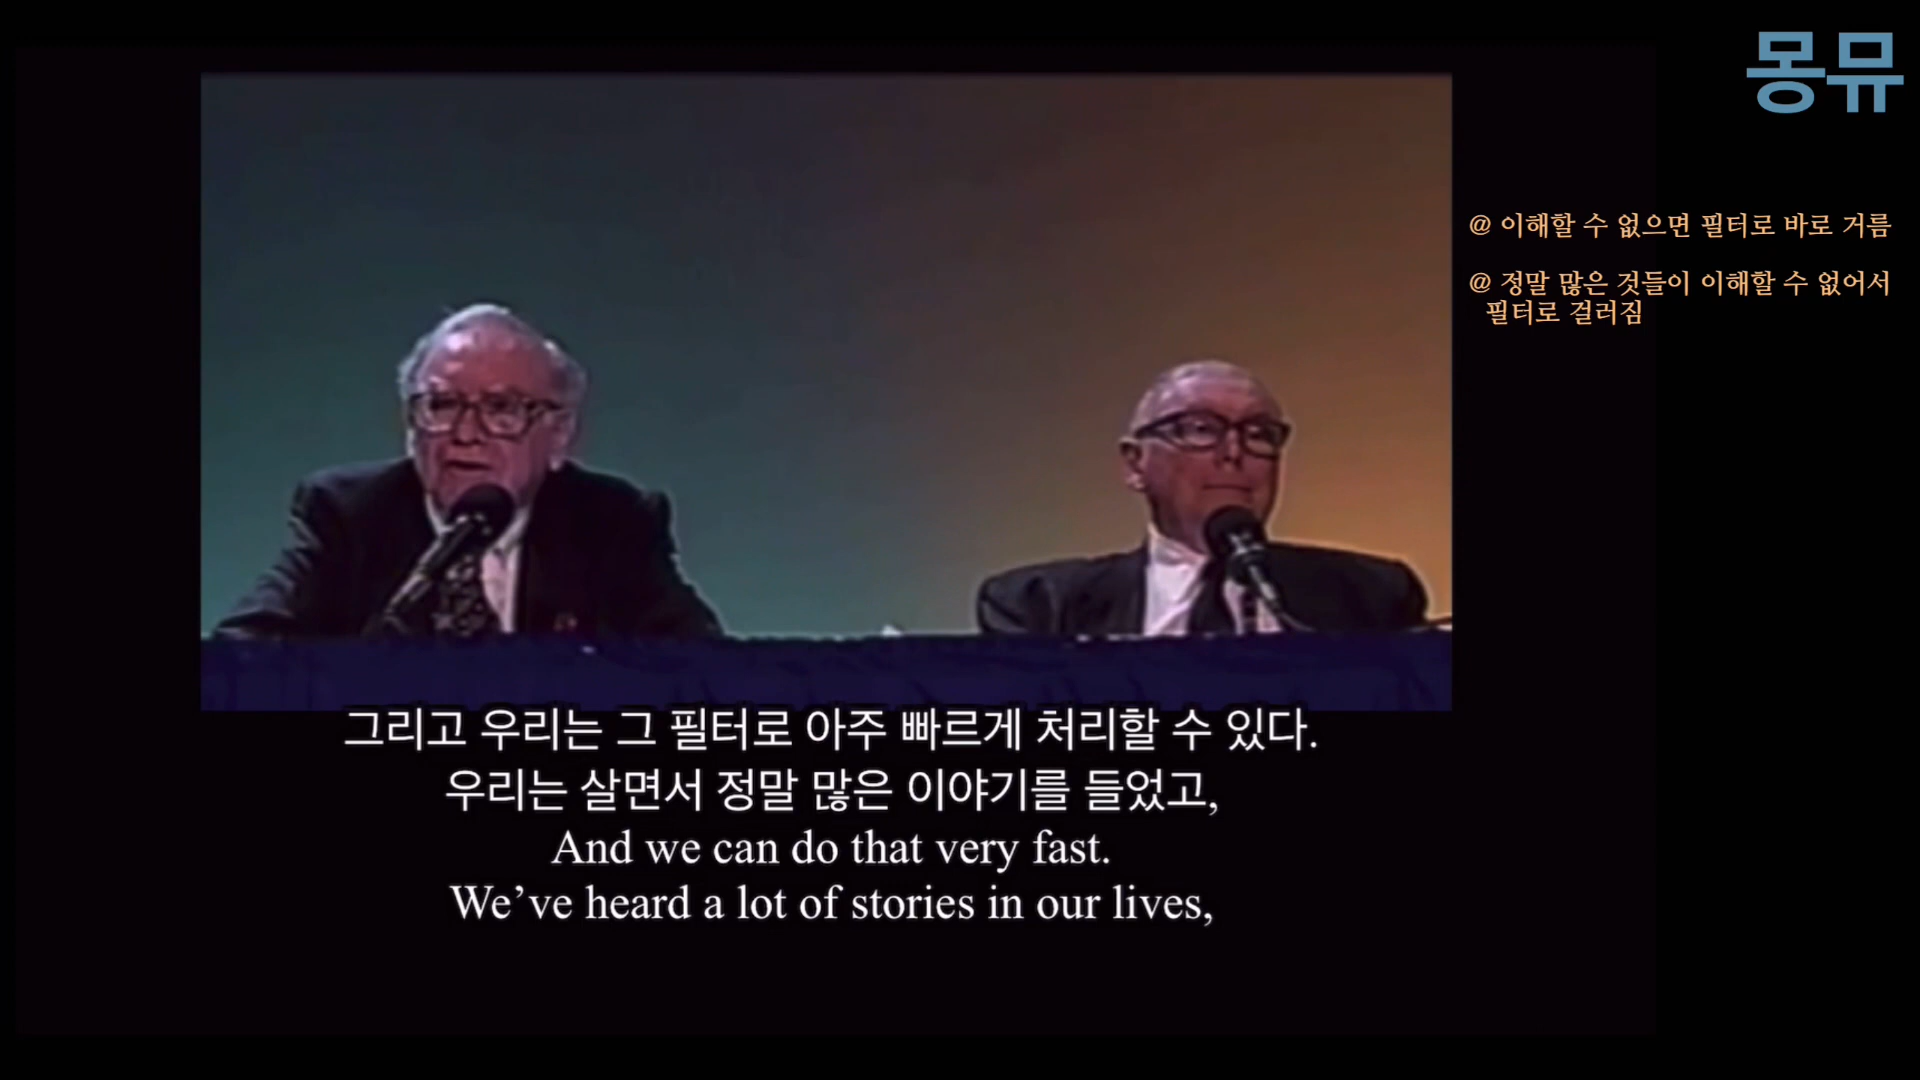 몽뮤
@ 이해할 수 없으면 필터로 바로 거름
@ 정말 많은 것들이 이해할 수 없어서
필터로 걸러짐
그리고 우리는 그 필터로 아주 빠르게 처리할 수 있다.
우리는 살면서 정말 많은 이야기를 들었고,
And we can do that very fast.
We’ve heard a lot of stories in our lives,